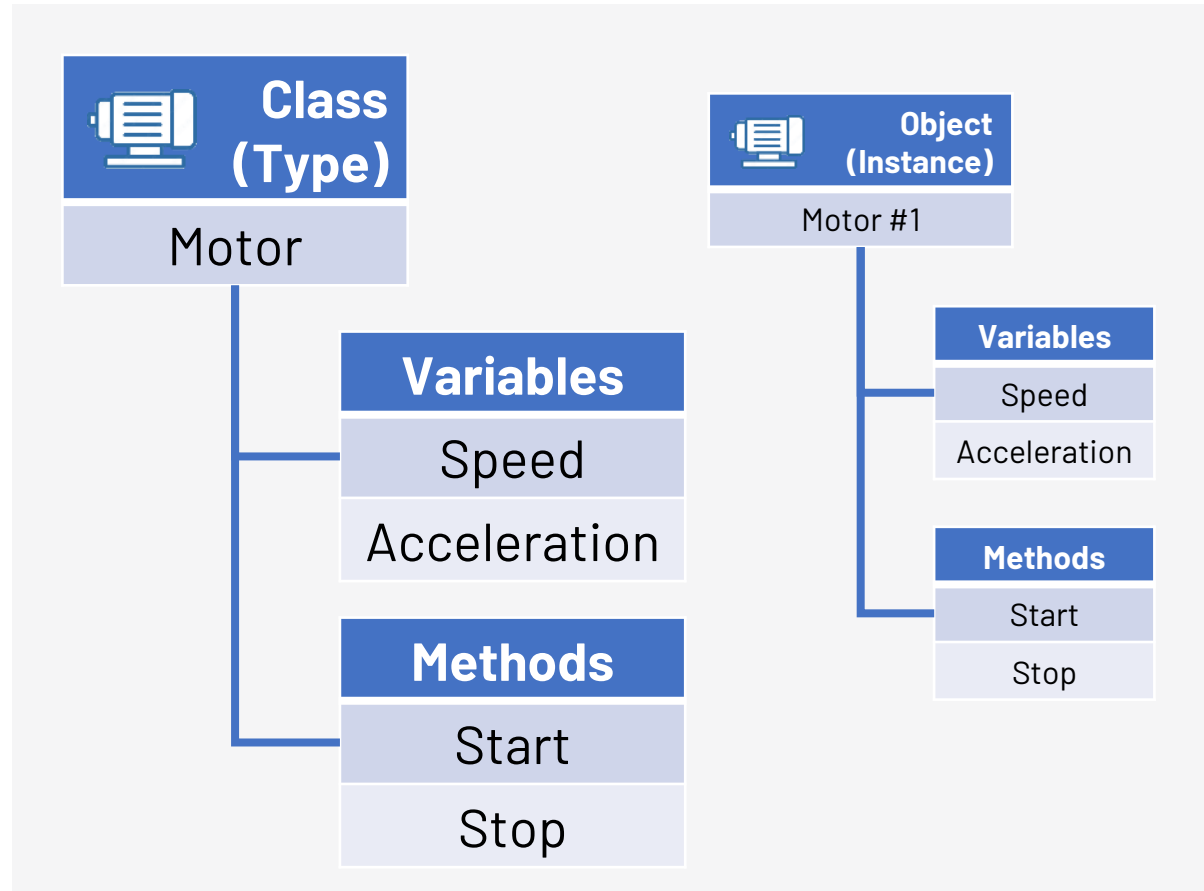 Class
(Type)
Motor
Variables
Speed
Acceleration
Methods
Start
Stop
Object
(Instance)
Motor #1
Variables
Speed
Acceleration
Methods
Start
Stop